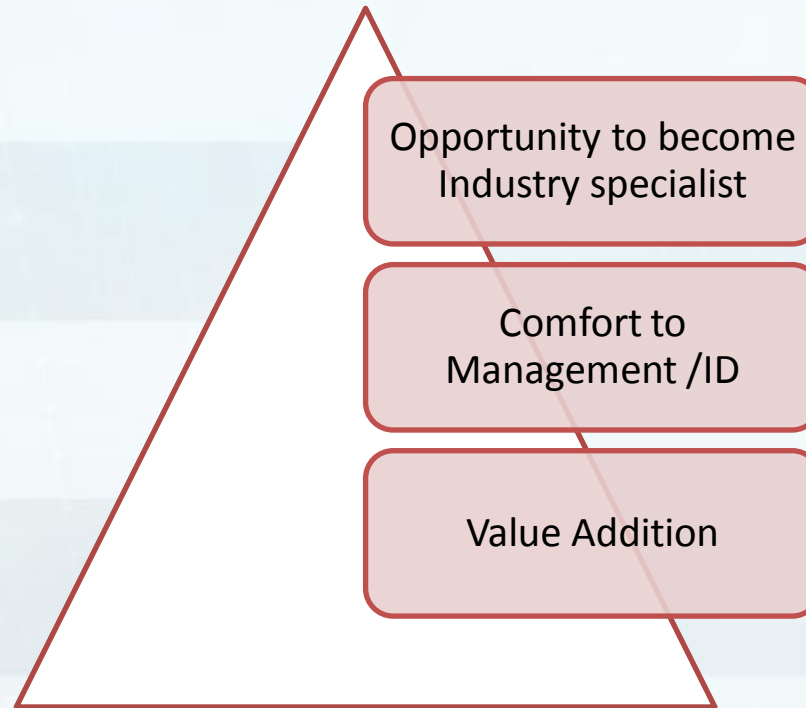 Opportunity to become
Industry specialist
Comfort to
Management /ID
Value Addition